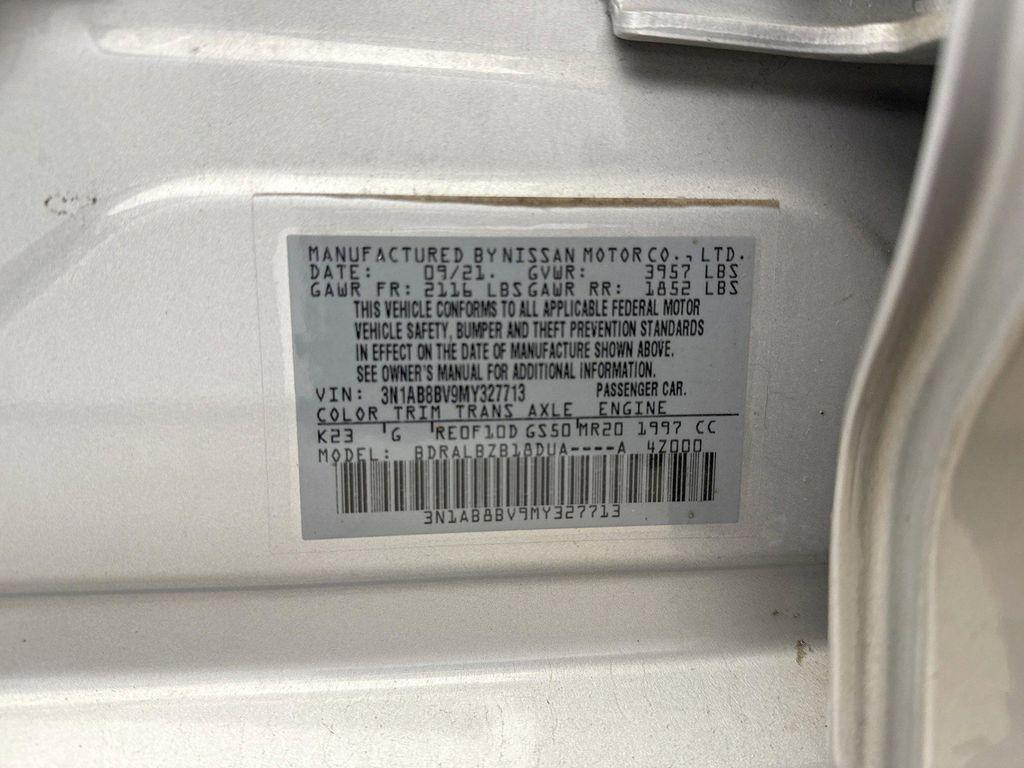 MANUFACTURED BY NISSAN MOTOR CO., LTD.
DATE: 09/21. GVWR: 3957 LBS
GAWR FR: 2116 LBS GAWR RR: 1852 LBS
THIS VEHICLE CONFORMS TO ALL APPLICABLE FEDERAL MOTOR
VEHICLE SAFETY, BUMPER AND THEFT PREVENTION STANDARDS
IN EFFECT ON THE DATE OF MANUFACTURE SHOWN ABOVE.
SEE OWNER'S MANUAL FOR ADDITIONAL INFORMATION.
VIN: 3N1AB8BV9MY327713 PASSENGER CAR.
COLOR TRIM TRANS AXLE ENGINE
K23 G RE0F10D GS50 MR20 1997 CC
MODEL: BDRALBZB18DUA----A 4Z000
3N1AB8BV9MY327713